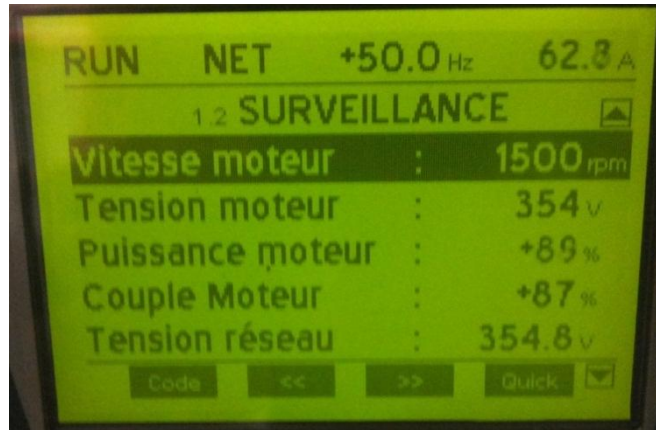 RUN NET +50.0 Hz 62.8 A
1.2 SURVEILLANCE
Vitesse moteur : 1500 rpm
Tension moteur : 354 V
Puissance moteur : +89 %
Couple Moteur : +87 %
Tension réseau : 354.8 V
Code << >> Quick